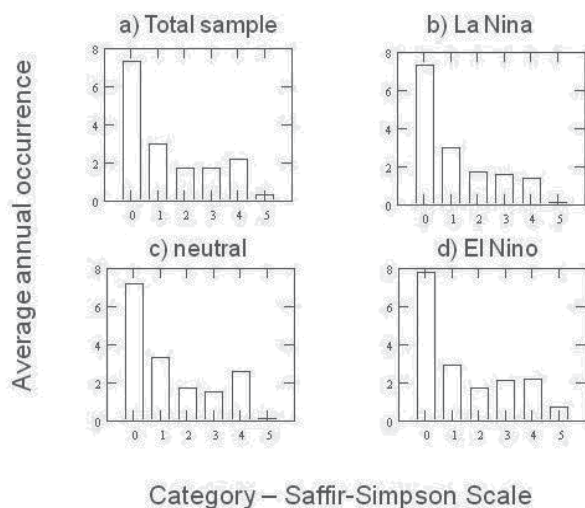 a) Total sample
8
6
4
2
0
0 1 2 3 4 5
b) La Nina
8
6
4
2
0
0 1 2 3 4 5
c) neutral
8
6
4
2
0
0 1 2 3 4 5
d) El Nino
8
6
4
2
0
0 1 2 3 4 5
Average annual occurrence
Category – Saffir-Simpson Scale